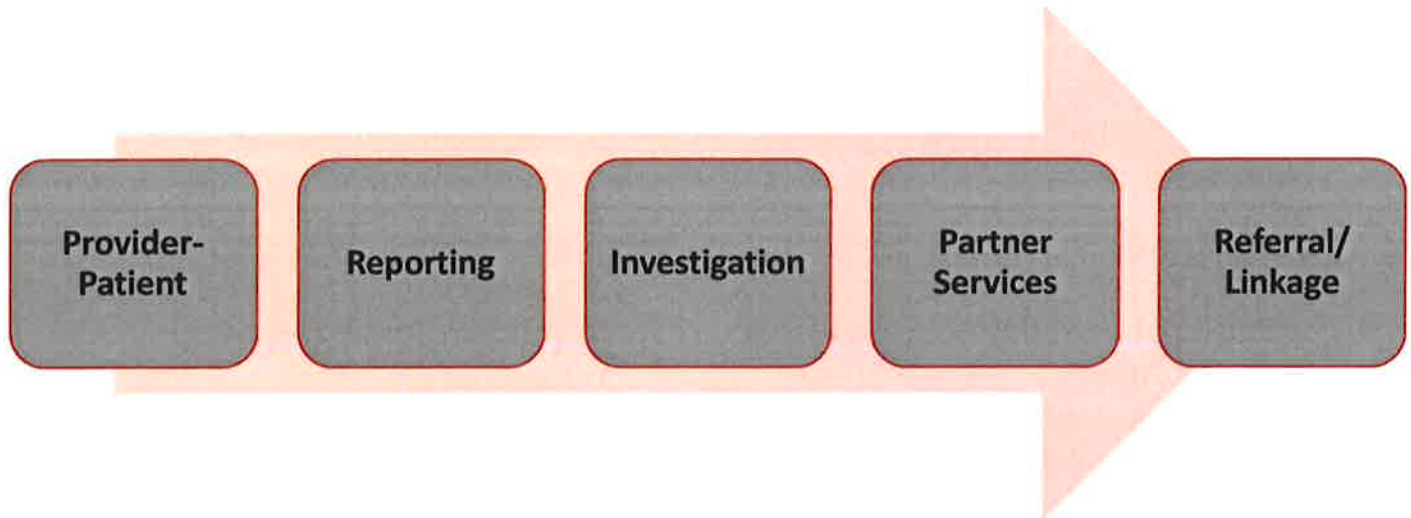 Provider-
Patient
Reporting
Investigation
Partner
Services
Referral/
Linkage